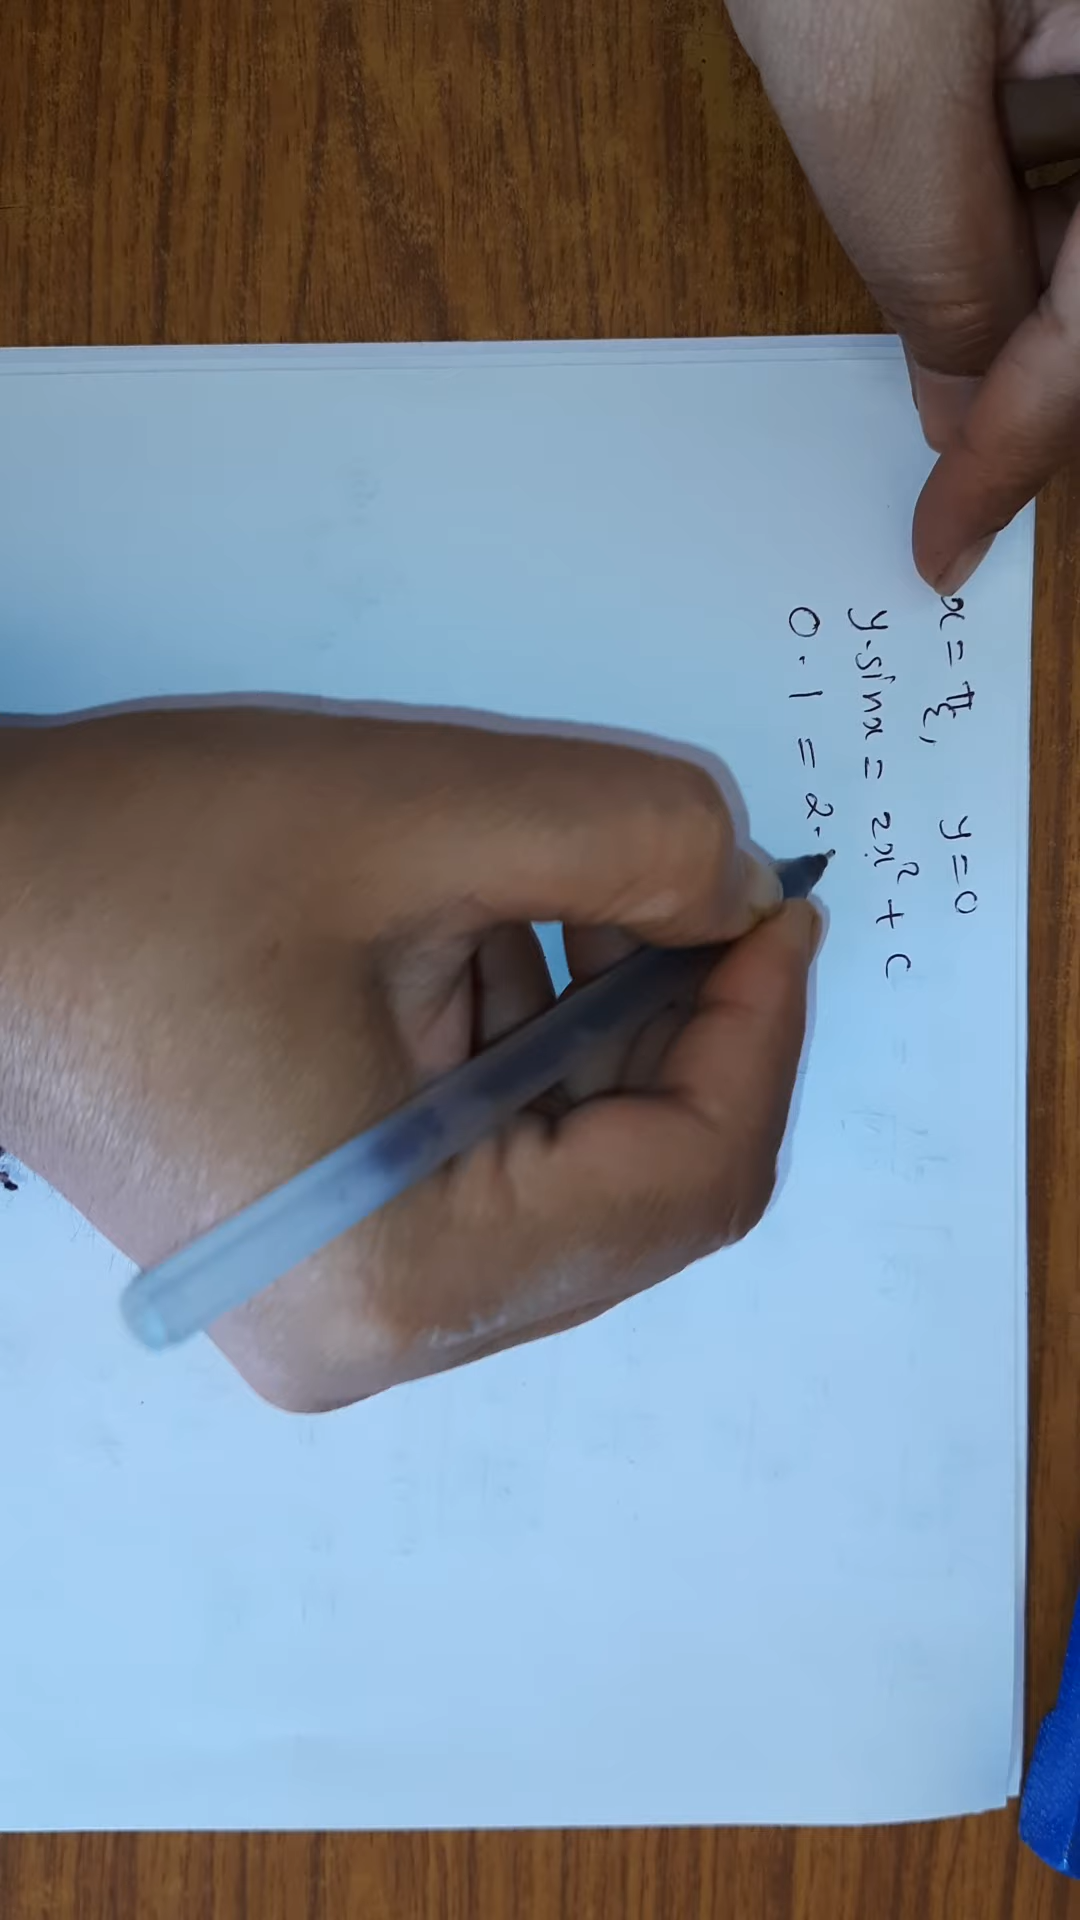 x = π/2, y = 0
y·sinx = 2x² + c
0·1 = 2·